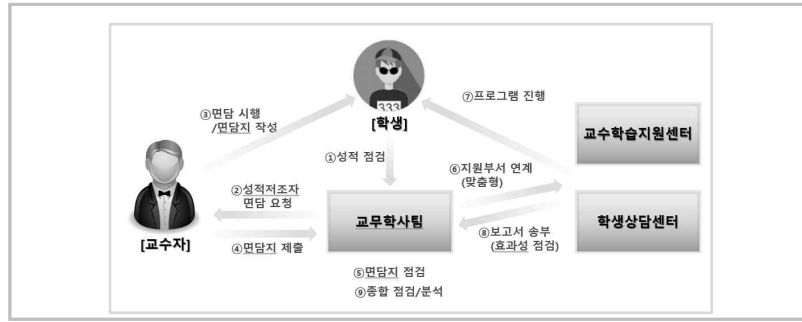 333
[학생]
③면담 시행
/면담지 작성
⑦프로그램 진행
교수학습지원센터
①성적 점검
②성적저조자
면담 요청
⑥지원부서 연계
(맞춤형)
교무학사팀
학생상담센터
[교수자]
④면담지 제출
⑧보고서 송부
(효과성 점검)
⑤면담지 점검
⑨종합 점검/분석